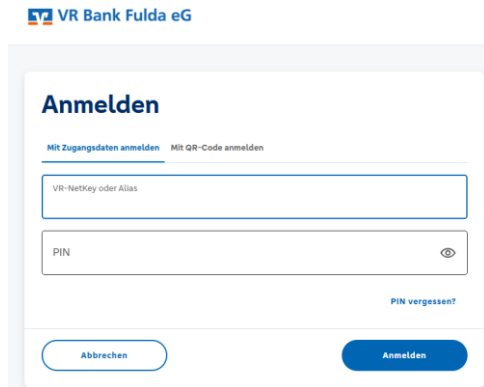 VR Bank Fulda eG
Anmelden
Mit Zugangsdaten anmelden Mit QR-Code anmelden
VR-NetKey oder Alias
PIN
PIN vergessen?
Abbrechen Anmelden